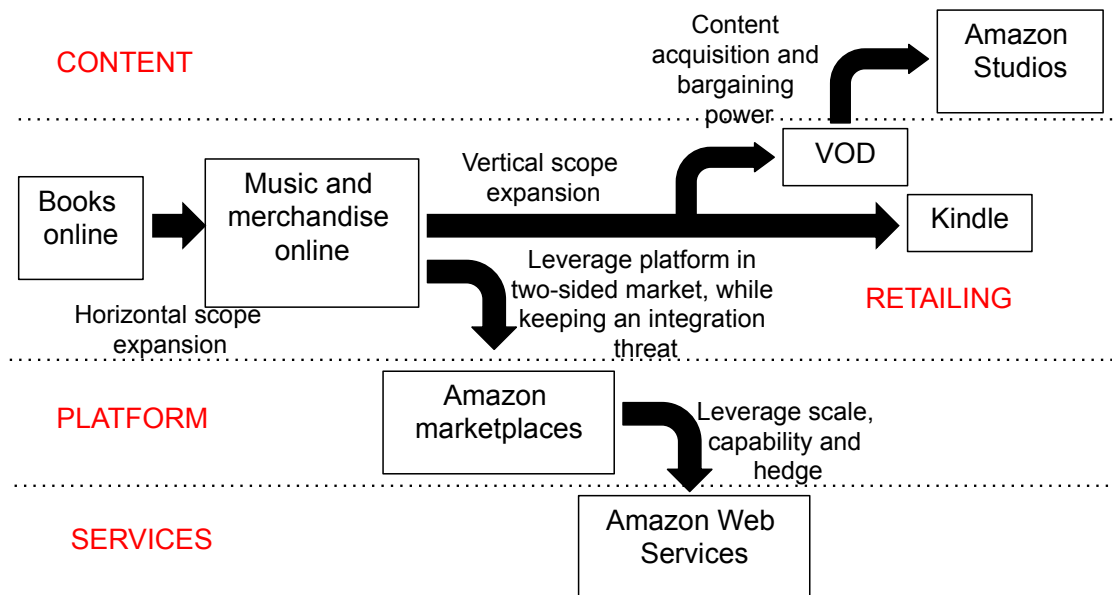 CONTENT
Content
acquisition and
bargaining
power
Amazon
Studios
Books
online
Music and
merchandise
online
Vertical scope
expansion
VOD
Kindle
Horizontal scope
expansion
Leverage platform in
two-sided market, while
keeping an integration
threat
RETAILING
PLATFORM
Amazon
marketplaces
Leverage scale,
capability and
hedge
SERVICES
Amazon Web
Services